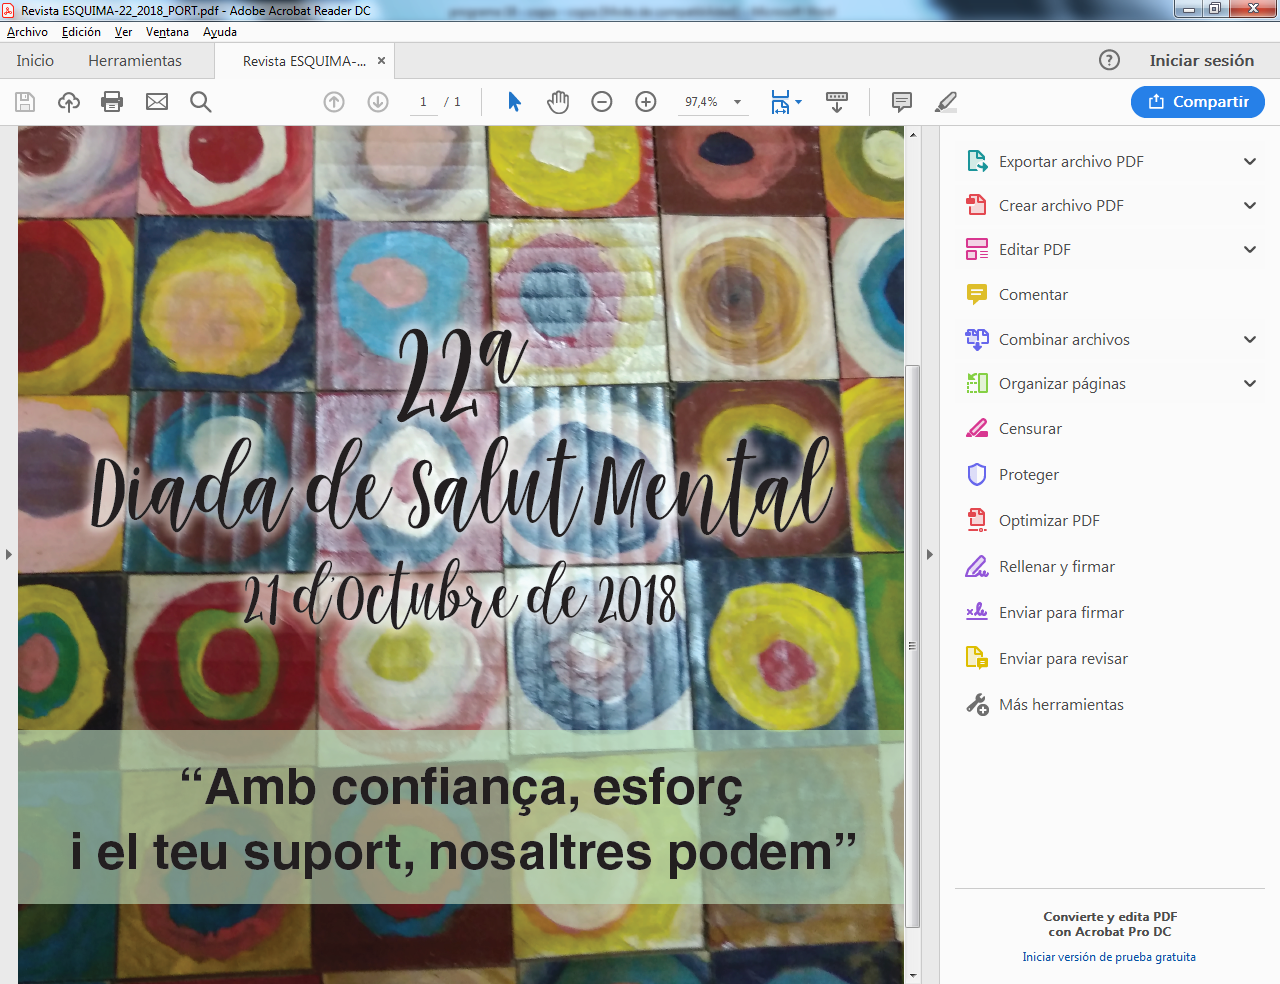 Revista ESQUIMA-22_2018_PORT.pdf - Adobe Acrobat Reader DC
Archivo Edición Ver Ventana Ayuda
Inicio Herramientas Revista ESQUIMA-... × ? Iniciar sesión
1 / 1 97,4% Compartir
Exportar archivo PDF
Crear archivo PDF
Editar PDF
Comentar
Combinar archivos
Organizar páginas
Censurar
Proteger
Optimizar PDF
Rellenar y firmar
Enviar para firmar
Enviar para revisar
Más herramientas
Convierte y edita PDF
con Acrobat Pro DC
Iniciar versión de prueba gratuita
22ª
Diada de Salut Mental
21 d'Octubre de 2018
“Amb confiança, esforç
i el teu suport, nosaltres podem”